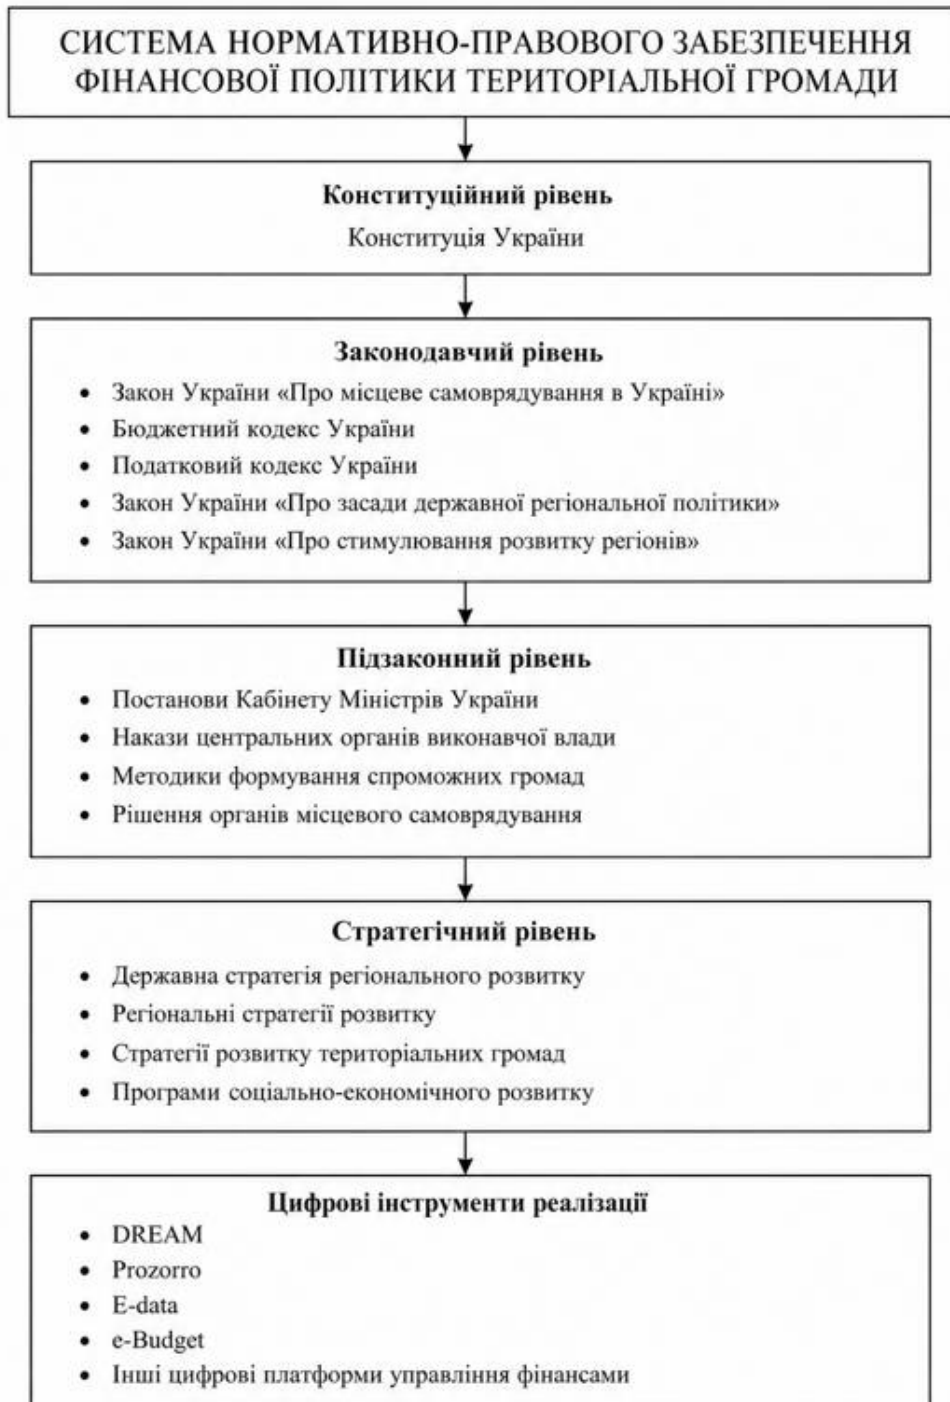 СИСТЕМА НОРМАТИВНО-ПРАВОВОГО ЗАБЕЗПЕЧЕННЯ
ФІНАНСОВОЇ ПОЛІТИКИ ТЕРИТОРІАЛЬНОЇ ГРОМАДИ
Конституційний рівень
Конституція України
Законодавчий рівень
• Закон України «Про місцеве самоврядування в Україні»
• Бюджетний кодекс України
• Податковий кодекс України
• Закон України «Про засади державної регіональної політики»
• Закон України «Про стимулювання розвитку регіонів»
Підзаконний рівень
• Постанови Кабінету Міністрів України
• Накази центральних органів виконавчої влади
• Методики формування спроможних громад
• Рішення органів місцевого самоврядування
Стратегічний рівень
• Державна стратегія регіонального розвитку
• Регіональні стратегії розвитку
• Стратегії розвитку територіальних громад
• Програми соціально-економічного розвитку
Цифрові інструменти реалізації
• DREAM
• Prozorro
• E-data
• e-Budget
• Інші цифрові платформи управління фінансами